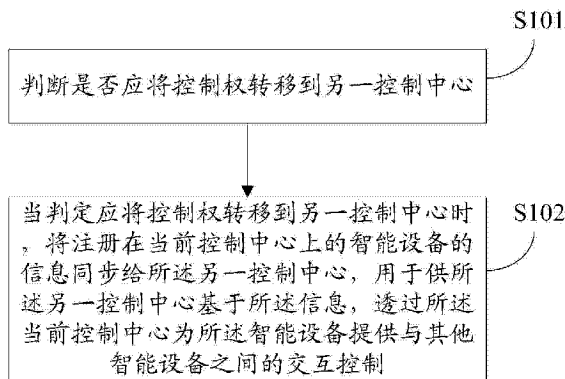 S101
判断是否应将控制权转移到另一控制中心
当判定应将控制权转移到另一控制中心时
，将注册在当前控制中心上的智能设备的
S102
信息同步给所述另一控制中心，用于供所
述另一控制中心基于所述信息，透过所述
当前控制中心为所述智能设备提供与其他
智能设备之间的交互控制